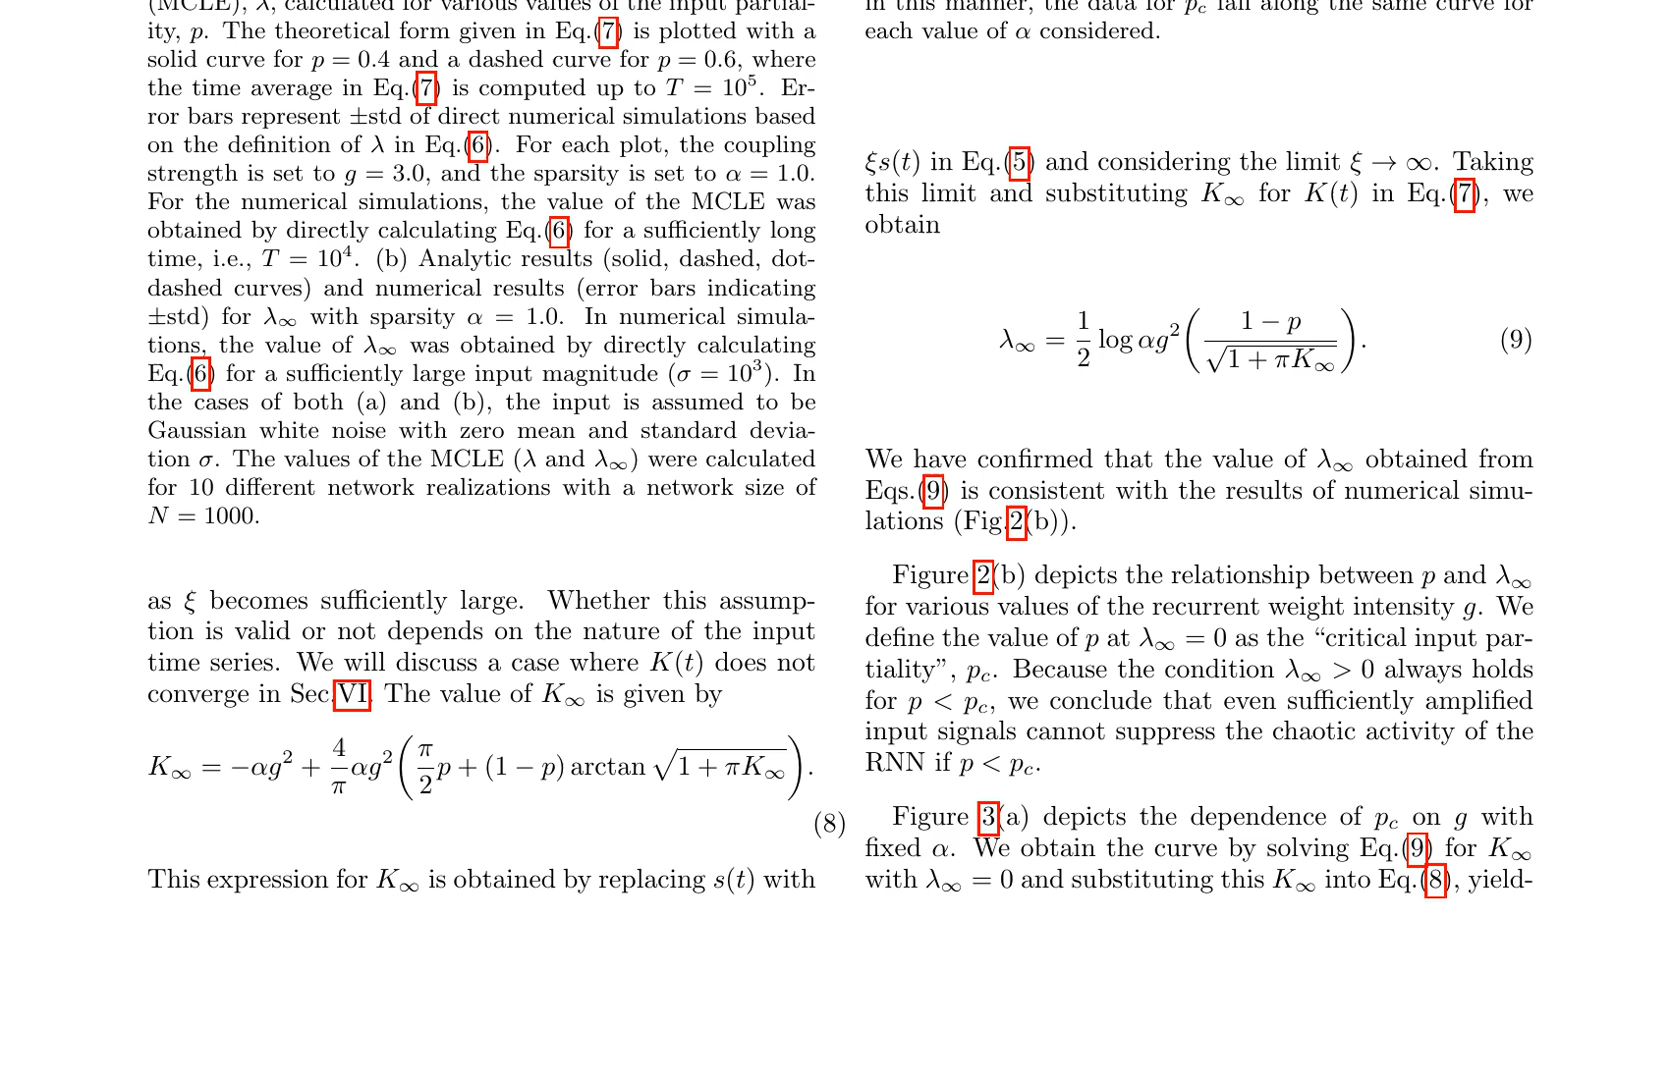 (MCLE), λ, calculated for various values of the input partial-
ity, p. The theoretical form given in Eq.(7) is plotted with a
solid curve for p = 0.4 and a dashed curve for p = 0.6, where
the time average in Eq.(7) is computed up to T = 10⁵. Er-
ror bars represent ±std of direct numerical simulations based
on the definition of λ in Eq.(6). For each plot, the coupling
strength is set to g = 3.0, and the sparsity is set to α = 1.0.
For the numerical simulations, the value of the MCLE was
obtained by directly calculating Eq.(6) for a sufficiently long
time, i.e., T = 10⁴. (b) Analytic results (solid, dashed, dot-
dashed curves) and numerical results (error bars indicating
±std) for λ∞ with sparsity α = 1.0. In numerical simula-
tions, the value of λ∞ was obtained by directly calculating
Eq.(6) for a sufficiently large input magnitude (σ = 10³). In
the cases of both (a) and (b), the input is assumed to be
Gaussian white noise with zero mean and standard devia-
tion σ. The values of the MCLE (λ and λ∞) were calculated
for 10 different network realizations with a network size of
N = 1000.
as ξ becomes sufficiently large. Whether this assump-
tion is valid or not depends on the nature of the input
time series. We will discuss a case where K(t) does not
converge in Sec.VI. The value of K∞ is given by
K∞ = −αg² + 4/π αg² ( π/2 p + (1 − p) arctan √(1 + πK∞) ).
(8)
This expression for K∞ is obtained by replacing s(t) with
in this manner, the data for p_c fall along the same curve for
each value of α considered.
ξs(t) in Eq.(5) and considering the limit ξ → ∞. Taking
this limit and substituting K∞ for K(t) in Eq.(7), we
obtain
λ∞ = 1/2 log αg² ( (1 − p) / √(1 + πK∞) ). (9)
We have confirmed that the value of λ∞ obtained from
Eqs.(9) is consistent with the results of numerical simu-
lations (Fig.2(b)).
Figure 2(b) depicts the relationship between p and λ∞
for various values of the recurrent weight intensity g. We
define the value of p at λ∞ = 0 as the “critical input par-
tiality”, p_c. Because the condition λ∞ > 0 always holds
for p < p_c, we conclude that even sufficiently amplified
input signals cannot suppress the chaotic activity of the
RNN if p < p_c.
Figure 3(a) depicts the dependence of p_c on g with
fixed α. We obtain the curve by solving Eq.(9) for K∞
with λ∞ = 0 and substituting this K∞ into Eq.(8), yield-